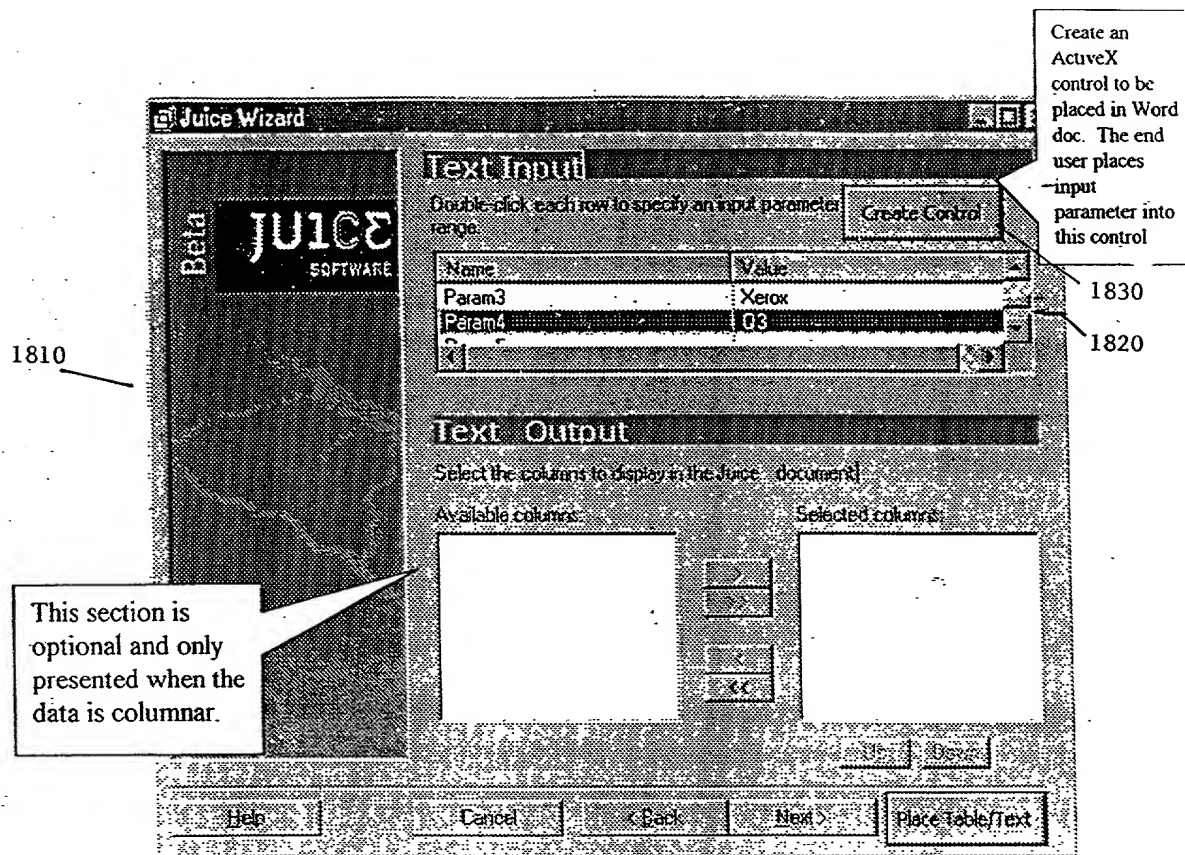 Create an
ActiveX
control to be
placed in Word
doc. The end
user places
input
parameter into
this control
Juice Wizard
Beta
JU1CE
SOFTWARE
Text Input
Double-click each row to specify an input parameter
range.
Create Control
Name Value
Param3 Xerox
Param4 Q3
1830
1820
1810
Text Output
Select the columns to display in the Juice document
Available columns: Selected columns:
>
>>
<
<<
This section is
optional and only
presented when the
data is columnar.
Up Down
Help Cancel < Back Next > Place Table/Text